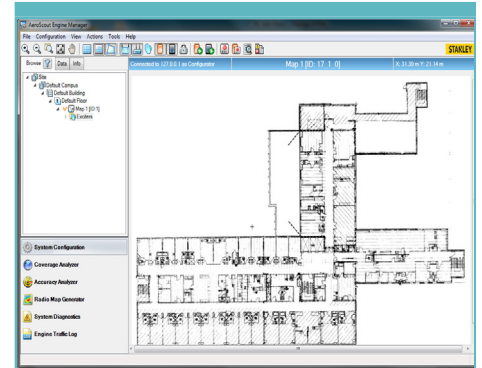 AeroScout Engine Manager
File Configuration View Actions Tools Help
STAKLEY
Browse Data Info
Connected to 127.0.0.1 as Configurator
Map 1 [ID: 17 1 0]
X: 31.20 m Y: 21.14 m
Site
Default Campus
Default Building
Default Floor
Map 1 [ID:1]
Exciters
System Configuration
Coverage Analyzer
Accuracy Analyzer
Radio Map Generator
System Diagnostics
Engine Traffic Log